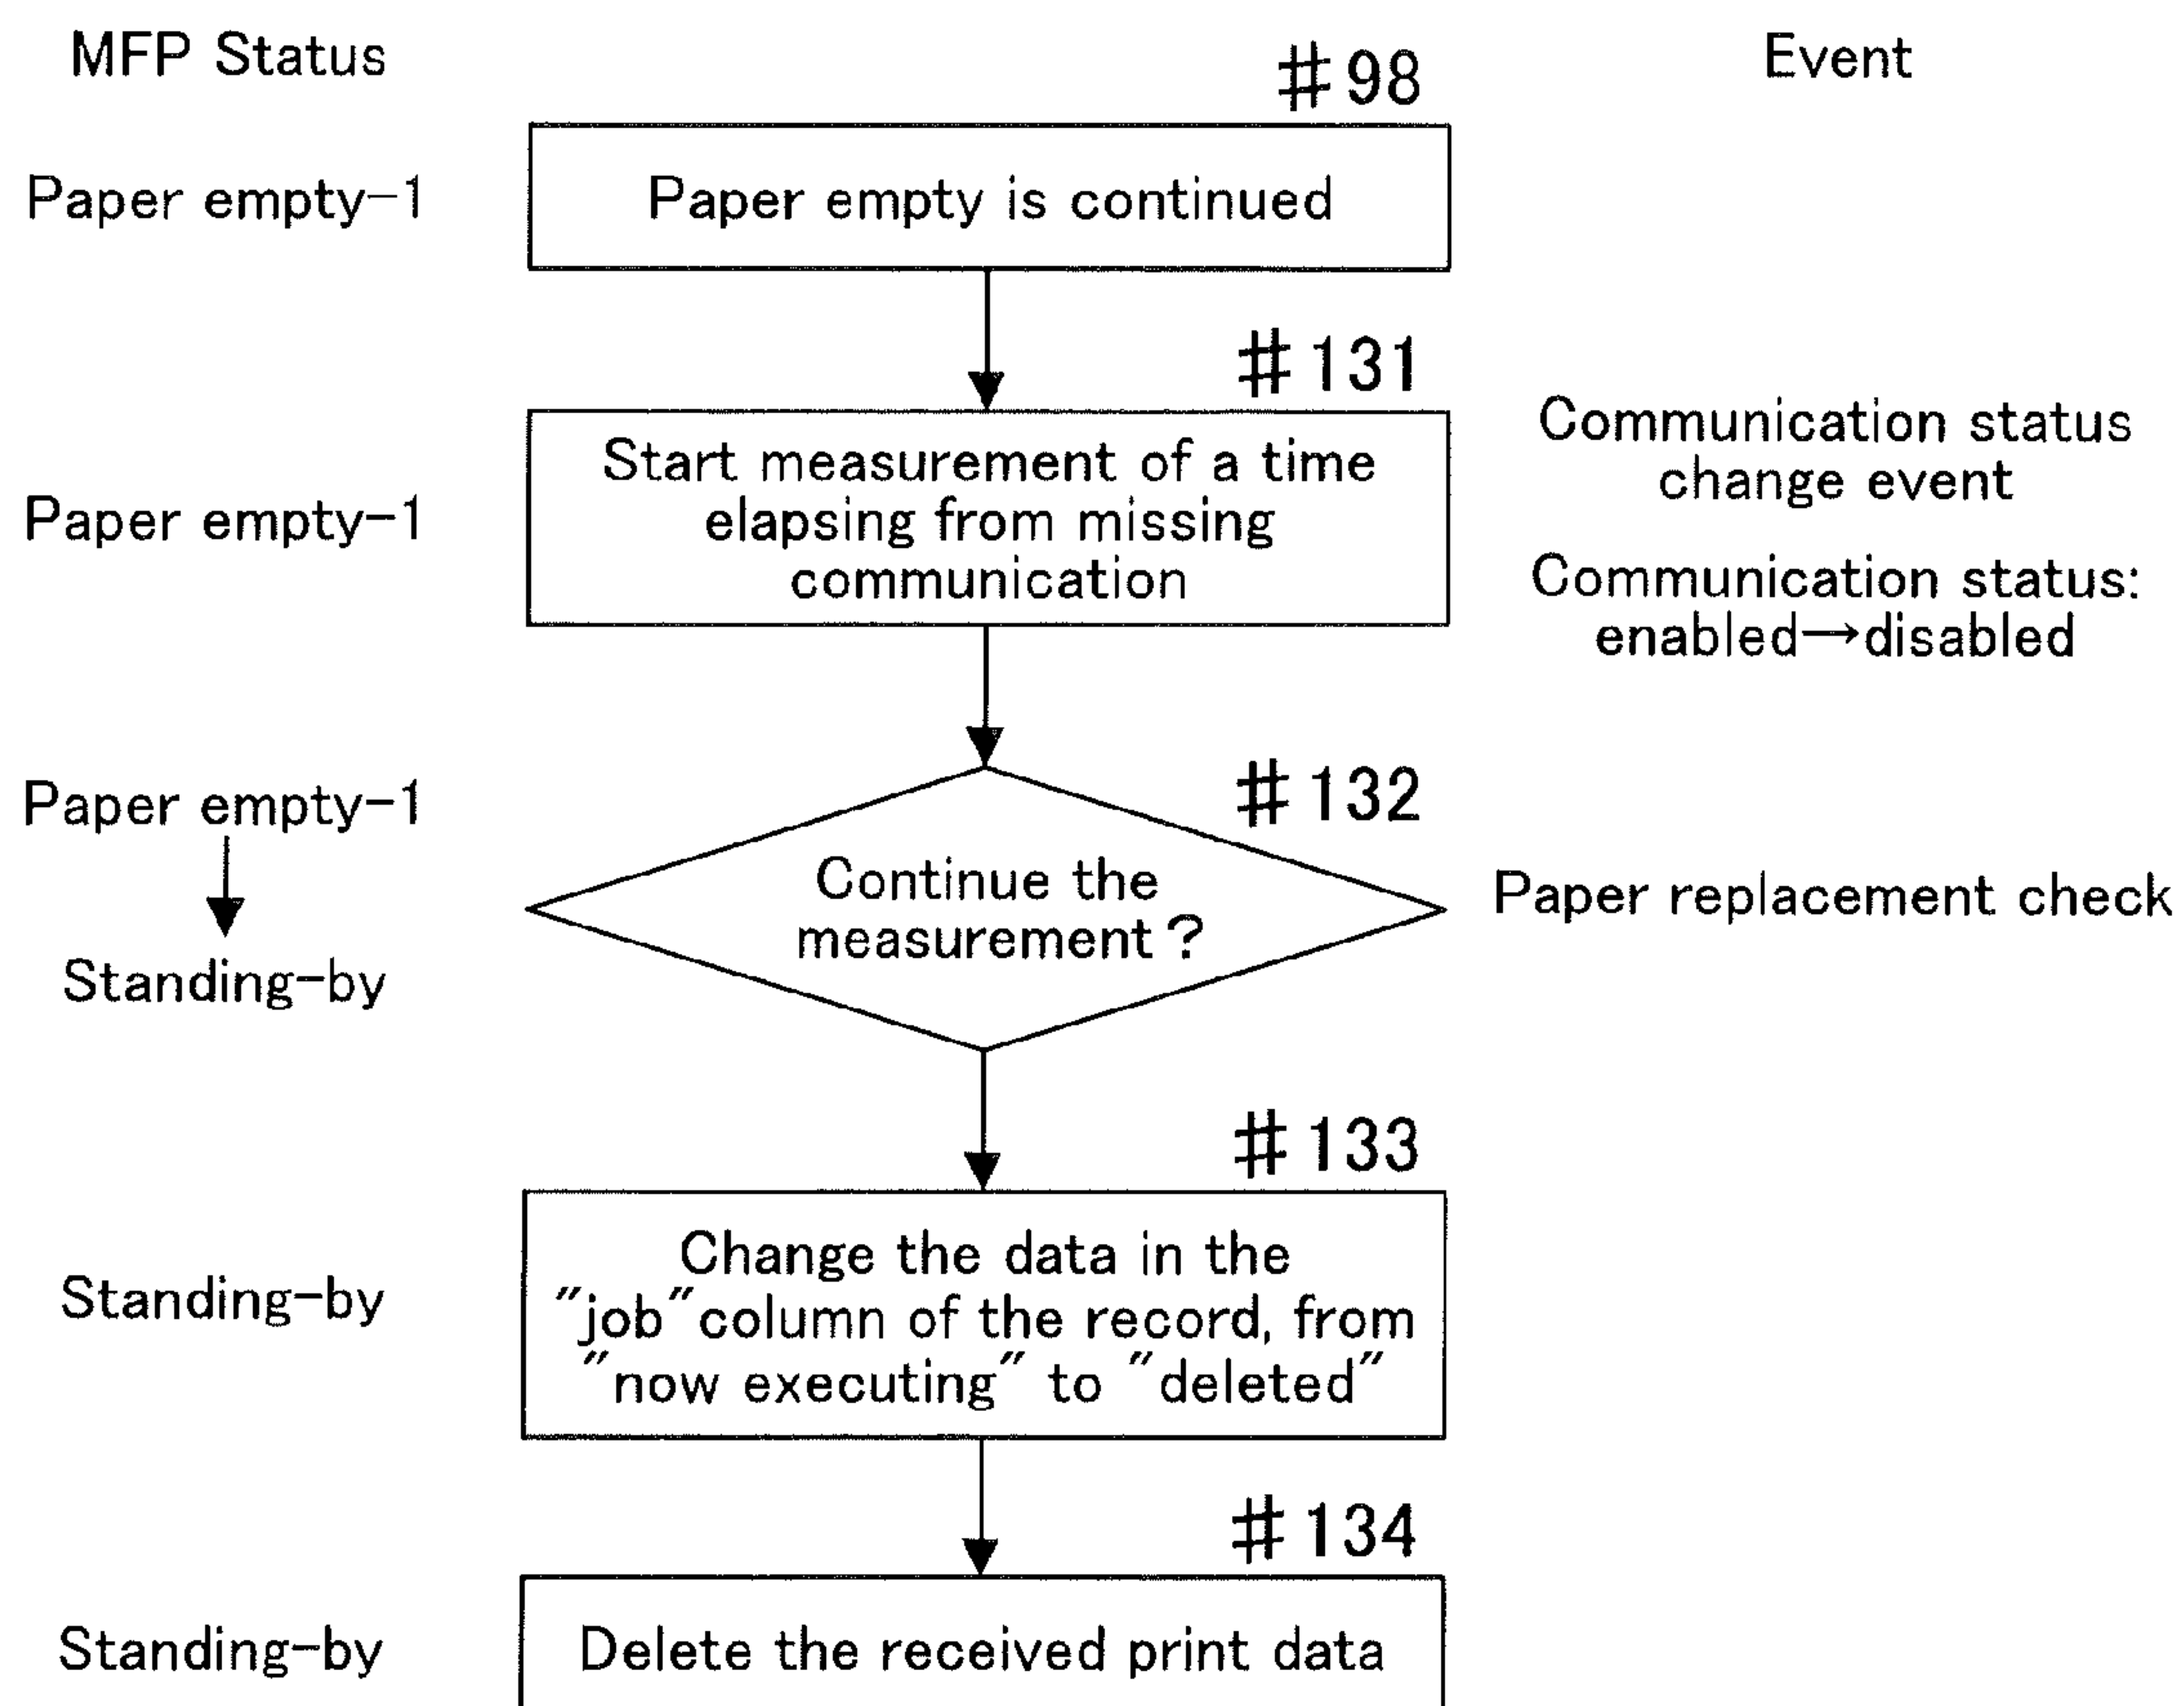 MFP Status
#98
Event
Paper empty-1
Paper empty is continued
#131
Paper empty-1
Start measurement of a time
elapsing from missing
communication
Communication status
change event
Communication status:
enabled→disabled
Paper empty-1
Standing-by
#132
Continue the
measurement?
Paper replacement check
#133
Standing-by
Change the data in the
"job"column of the record, from
"now executing" to "deleted"
#134
Standing-by
Delete the received print data